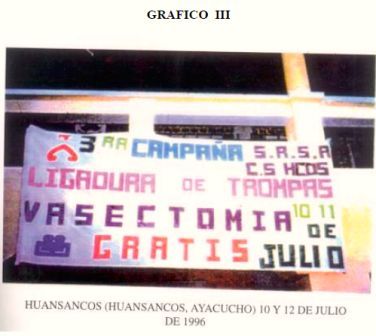 GRAFICO III
3 RA CAMPAÑA S.R.S.A
C.S HCDS
LIGADURA DE TROMPAS
VASECTOMIA 10 11
DE
GRATIS JULIO
HUANSANCOS (HUANSANCOS, AYACUCHO) 10 Y 12 DE JULIO
DE 1996